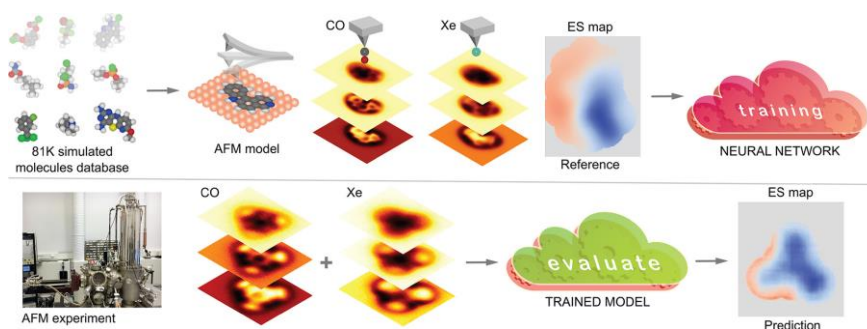 CO
Xe
ES map
81K simulated
molecules database
AFM model
Reference
training
NEURAL NETWORK
AFM experiment
CO
+
Xe
evaluate
TRAINED MODEL
ES map
Prediction